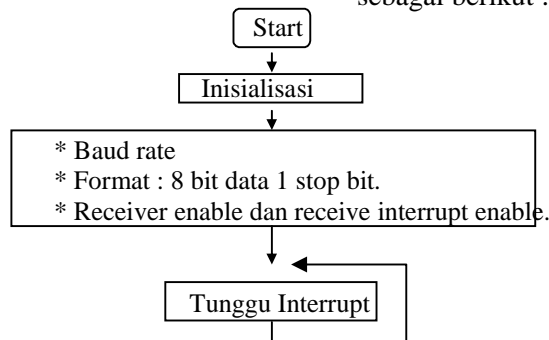 sebagai berikut :
Start
Inisialisasi
* Baud rate
* Format : 8 bit data 1 stop bit.
* Receiver enable dan receive interrupt enable.
Tunggu Interrupt